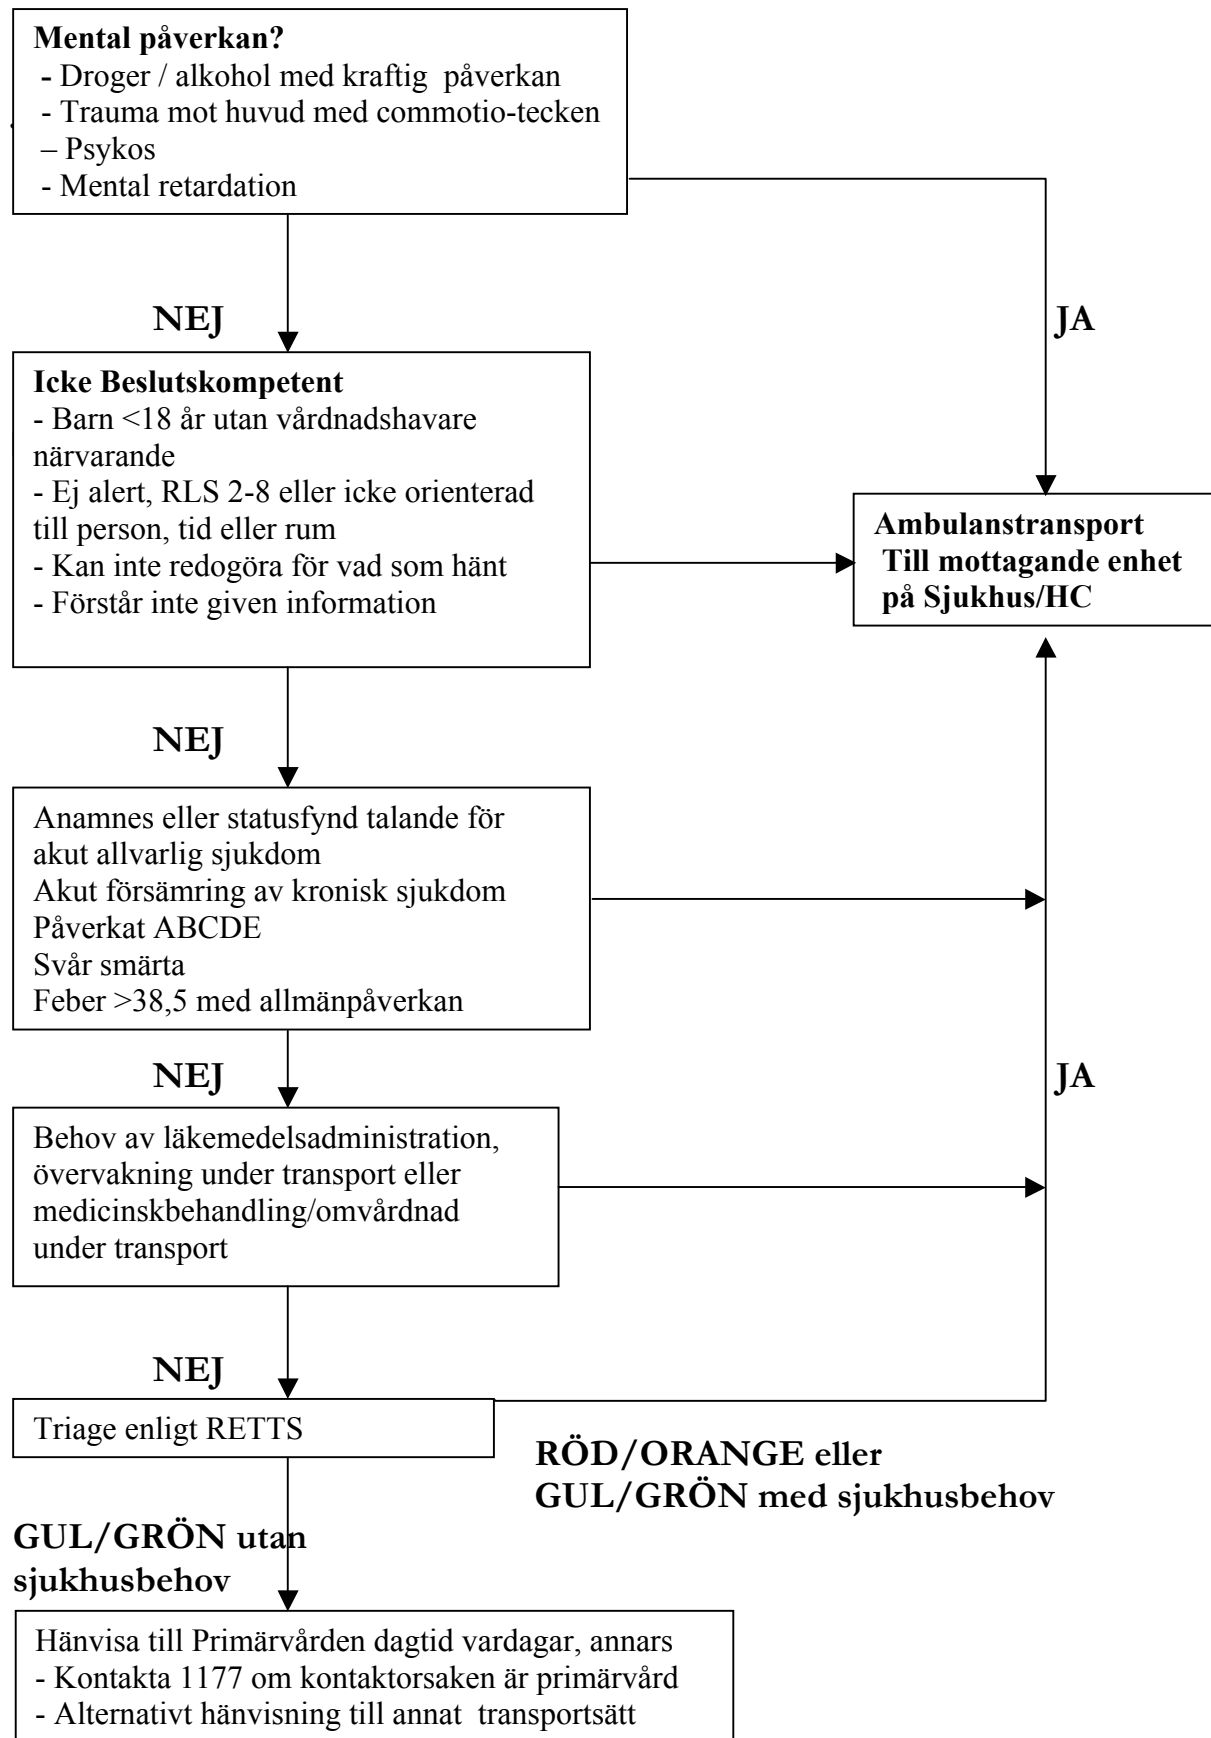 Mental påverkan?
- Droger / alkohol med kraftig påverkan
- Trauma mot huvud med commotio-tecken
– Psykos
- Mental retardation
NEJ
JA
Icke Beslutskompetent
- Barn <18 år utan vårdnadshavare
närvarande
- Ej alert, RLS 2-8 eller icke orienterad
till person, tid eller rum
- Kan inte redogöra för vad som hänt
- Förstår inte given information
Ambulanstransport
Till mottagande enhet
på Sjukhus/HC
NEJ
Anamnes eller statusfynd talande för
akut allvarlig sjukdom
Akut försämring av kronisk sjukdom
Påverkat ABCDE
Svår smärta
Feber >38,5 med allmänpåverkan
NEJ
JA
Behov av läkemedelsadministration,
övervakning under transport eller
medicinskbehandling/omvårdnad
under transport
NEJ
Triage enligt RETTS
RÖD/ORANGE eller
GUL/GRÖN med sjukhusbehov
GUL/GRÖN utan
sjukhusbehov
Hänvisa till Primärvården dagtid vardagar, annars
- Kontakta 1177 om kontaktorsaken är primärvård
- Alternativt hänvisning till annat transportsätt